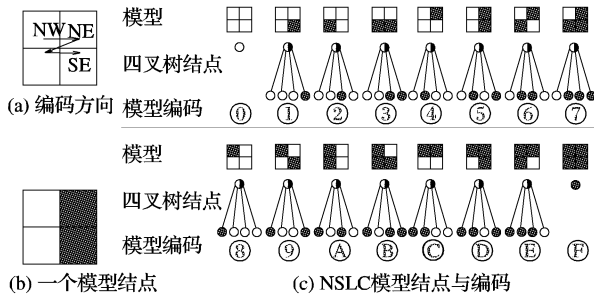 模型
NW NE
SE
四叉树结点
(a) 编码方向
模型编码 ⓪ ① ② ③ ④ ⑤ ⑥ ⑦
模型
四叉树结点
模型编码 ⑧ ⑨ Ⓐ Ⓑ Ⓒ Ⓓ Ⓔ Ⓕ
(b) 一个模型结点
(c) NSLC模型结点与编码